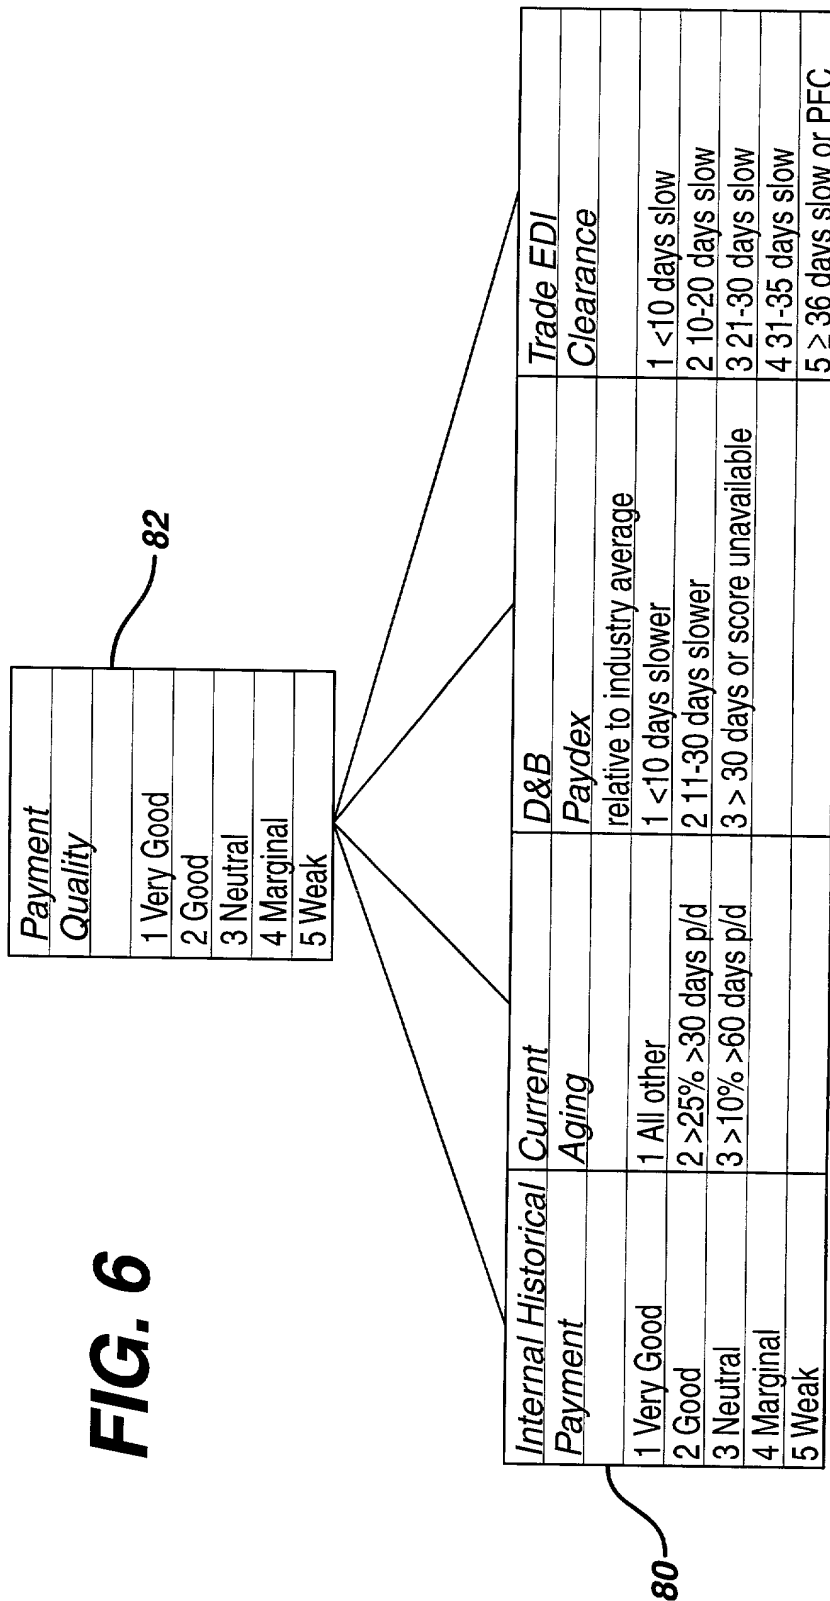 FIG. 6
Payment
Quality
1 Very Good
2 Good
3 Neutral
4 Marginal
5 Weak
82
80
Internal Historical
Payment
1 Very Good
2 Good
3 Neutral
4 Marginal
5 Weak
Current
Aging
1 All other
2 >25% >30 days p/d
3 >10% >60 days p/d
D&B
Paydex
relative to industry average
1 <10 days slower
2 11-30 days slower
3 > 30 days or score unavailable
Trade EDI
Clearance
1 <10 days slow
2 10-20 days slow
3 21-30 days slow
4 31-35 days slow
5 ≥ 36 days slow or PFC